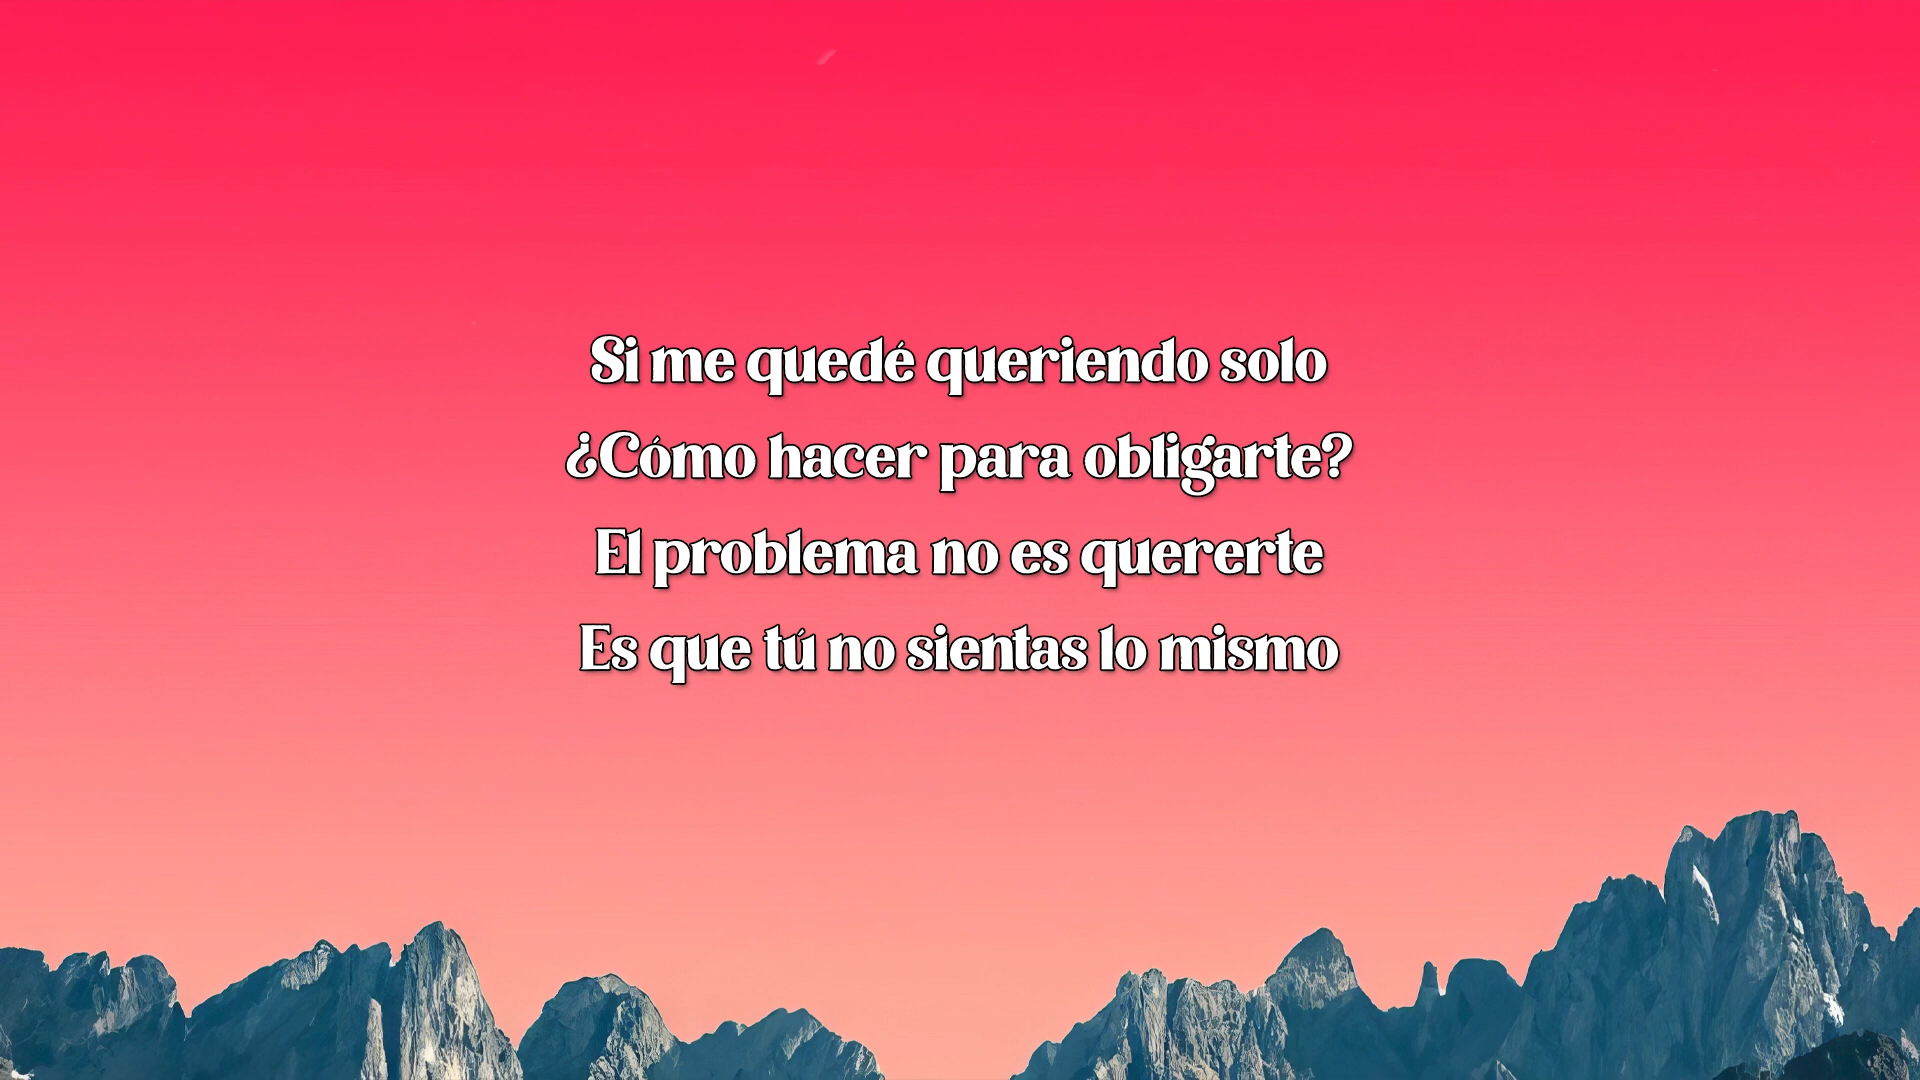 Si me quedé queriendo solo
¿Cómo hacer para obligarte?
El problema no es quererte
Es que tú no sientas lo mismo